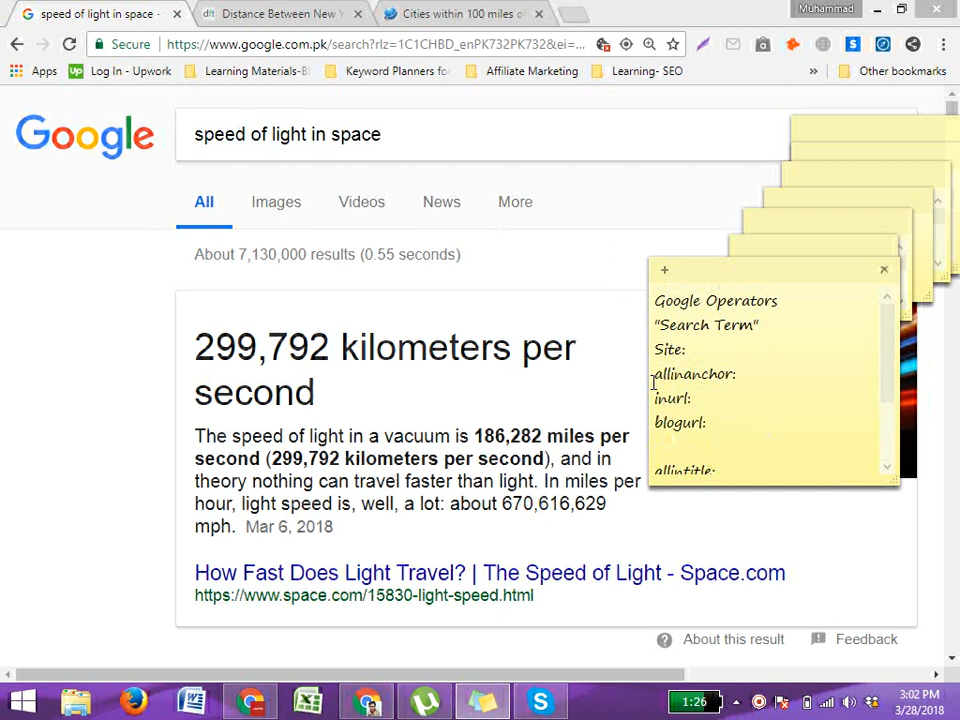 speed of light in space -
Distance Between New Y
Cities within 100 miles of
Muhammad
Secure
https://www.google.com.pk/search?rlz=1C1CHBD_enPK732PK732&ei=...
Apps
Log In - Upwork
Learning Materials-B
Keyword Planners fo
Affiliate Marketing
Learning- SEO
»
Other bookmarks
Google
speed of light in space
All
Images
Videos
News
More
About 7,130,000 results (0.55 seconds)
299,792 kilometers per
second
The speed of light in a vacuum is 186,282 miles per
second (299,792 kilometers per second), and in
theory nothing can travel faster than light. In miles per
hour, light speed is, well, a lot: about 670,616,629
mph. Mar 6, 2018
How Fast Does Light Travel? | The Speed of Light - Space.com
https://www.space.com/15830-light-speed.html
About this result
Feedback
Google Operators
"Search Term"
Site:
allinanchor:
inurl:
blogurl:
allintitle:
1:26
3:02 PM
3/28/2018